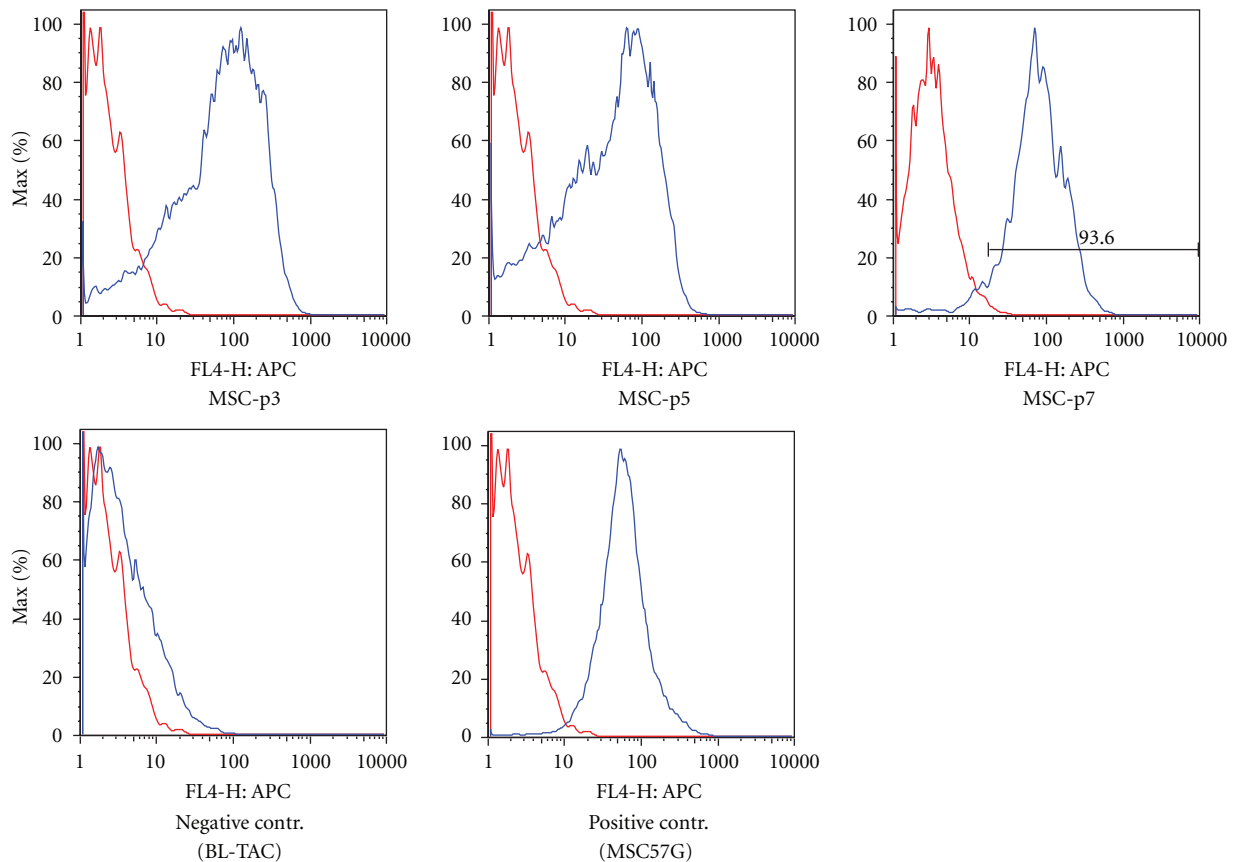 Max (%)
100
80
60
40
20
0
1 10 100 1000 10000
FL4-H: APC
MSC-p3
100
80
60
40
20
0
1 10 100 1000 10000
FL4-H: APC
MSC-p5
100
80
60
40
20
0
93.6
1 10 100 1000 10000
FL4-H: APC
MSC-p7
Max (%)
100
80
60
40
20
0
1 10 100 1000 10000
FL4-H: APC
Negative contr.
(BL-TAC)
100
80
60
40
20
0
1 10 100 1000 10000
FL4-H: APC
Positive contr.
(MSC57G)